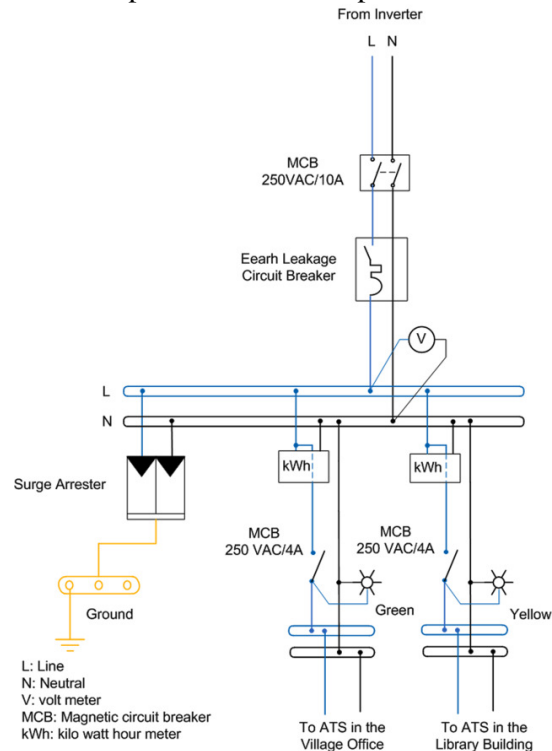 From Inverter
L N
MCB
250VAC/10A
Eearh Leakage
Circuit Breaker
V
L
N
kWh
kWh
Surge Arrester
MCB
250 VAC/4A
MCB
250 VAC/4A
Green
Yellow
Ground
L: Line
N: Neutral
V: volt meter
MCB: Magnetic circuit breaker
kWh: kilo watt hour meter
To ATS in the
Village Office
To ATS in the
Library Building